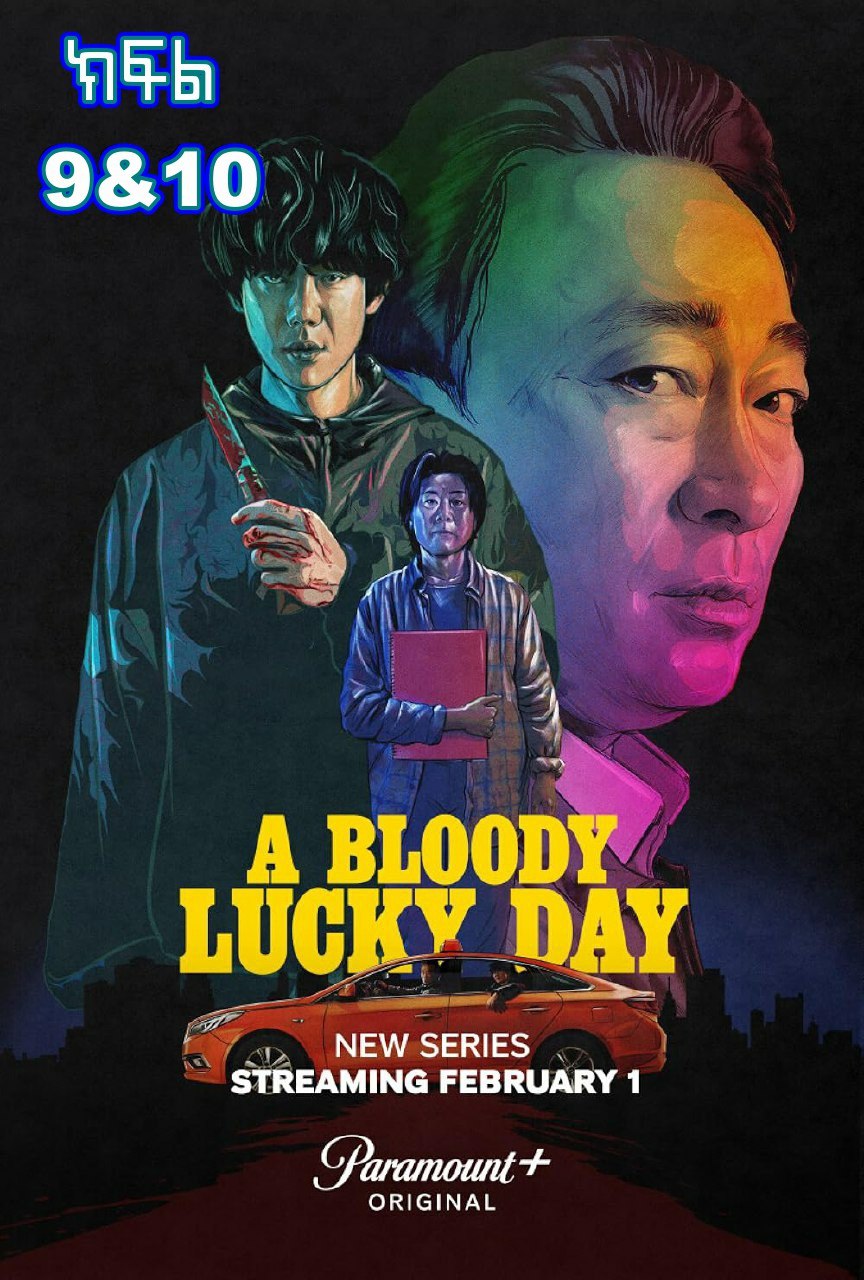 ክፍል
9&10
A BLOODY
LUCKY DAY
NEW SERIES
STREAMING FEBRUARY 1
Paramount+
ORIGINAL